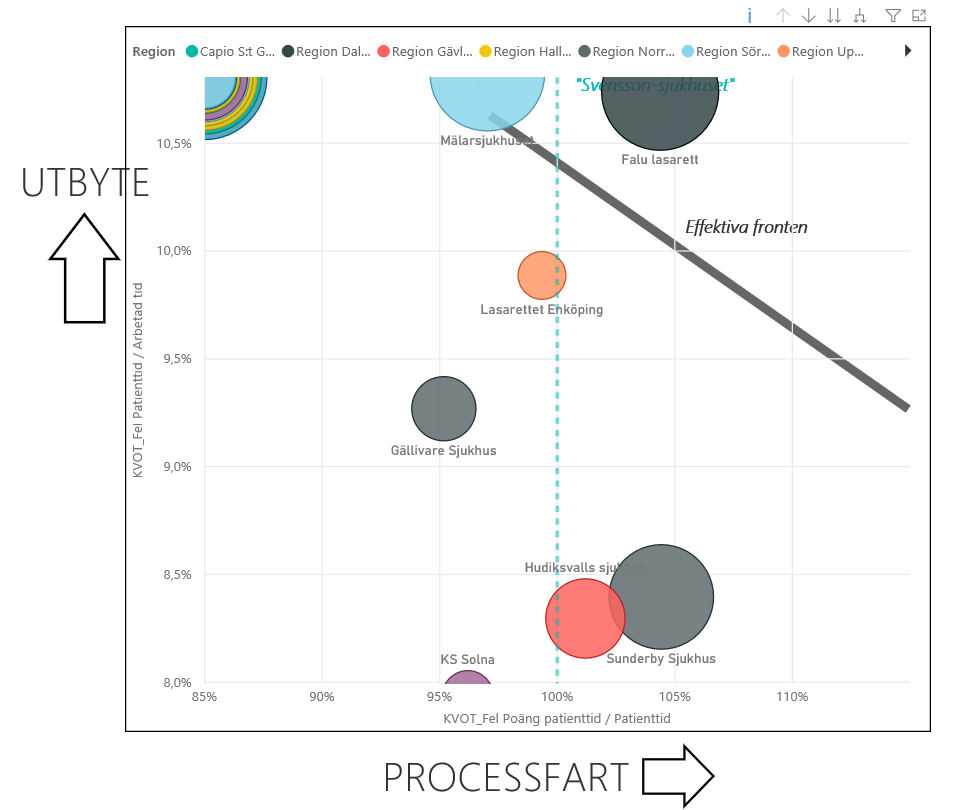 i
Region Capio S:t G... Region Dal... Region Gävl... Region Hall... Region Norr... Region Sör... Region Up...
"Svensson-sjukhuset"
Mälarsjukhuset
10,5%
Falu lasarett
UTBYTE
Effektiva fronten
10,0%
Lasarettet Enköping
KVOT_Fel Patienttid / Arbetad tid
9,5%
Gällivare Sjukhus
9,0%
8,5%
Hudiksvalls sjukhus
Sunderby Sjukhus
KS Solna
8,0%
85% 90% 95% 100% 105% 110%
KVOT_Fel Poäng patienttid / Patienttid
PROCESSFART